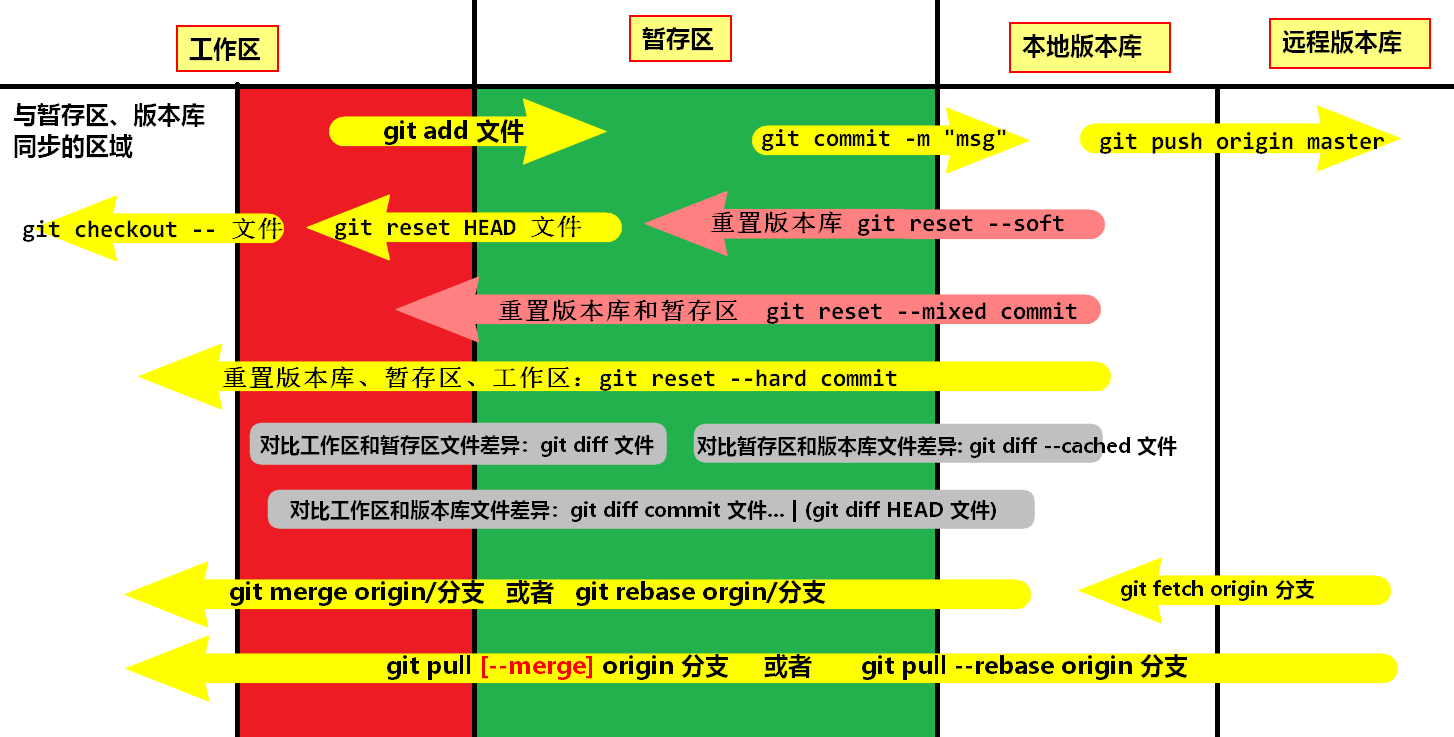 工作区
暂存区
本地版本库
远程版本库
与暂存区、版本库
同步的区域
git add 文件
git commit -m "msg"
git push origin master
git checkout -- 文件
git reset HEAD 文件
重置版本库 git reset --soft
重置版本库和暂存区 git reset --mixed commit
重置版本库、暂存区、工作区：git reset --hard commit
对比工作区和暂存区文件差异：git diff 文件
对比暂存区和版本库文件差异: git diff --cached 文件
对比工作区和版本库文件差异：git diff commit 文件... | (git diff HEAD 文件)
git merge origin/分支 或者 git rebase orgin/分支
git fetch origin 分支
git pull [--merge] origin 分支 或者 git pull --rebase origin 分支